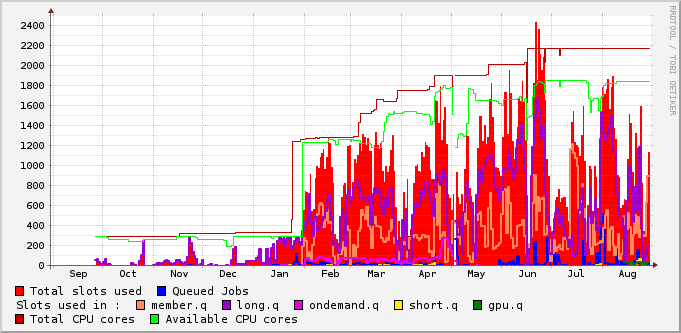 2400
2200
2000
1800
1600
1400
1200
1000
800
600
400
200
0
Sep Oct Nov Dec Jan Feb Mar Apr May Jun Jul Aug
RRDTOOL / TOBI OETIKER
Total slots used Queued Jobs
Slots used in : member.q long.q ondemand.q short.q gpu.q
Total CPU cores Available CPU cores